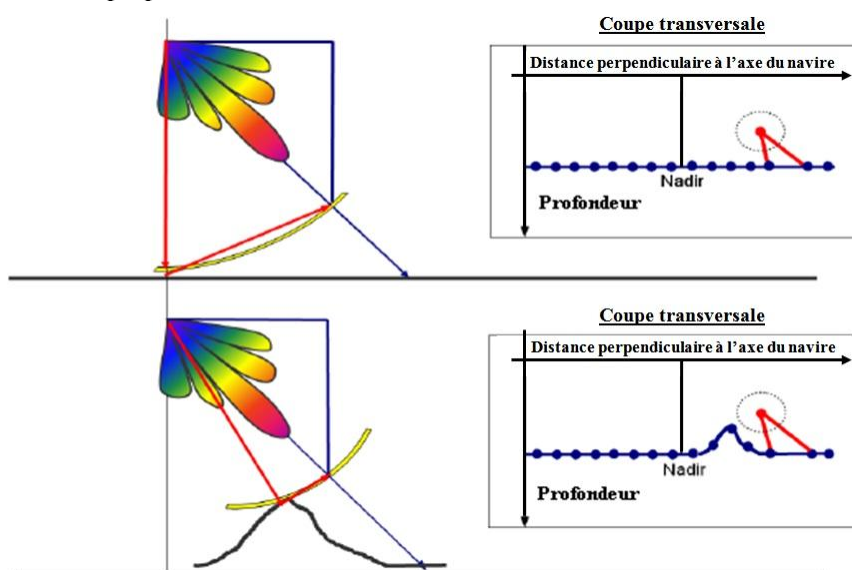 Coupe transversale
Distance perpendiculaire à l'axe du navire
Nadir
Profondeur
Coupe transversale
Distance perpendiculaire à l'axe du navire
Nadir
Profondeur